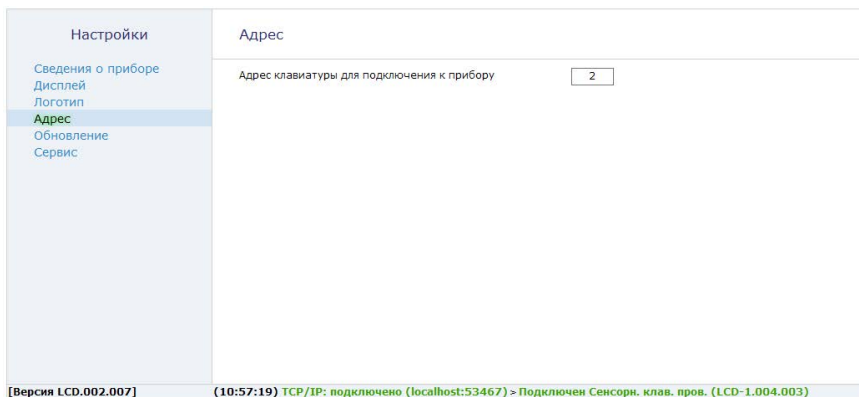 Настройки
Сведения о приборе
Дисплей
Логотип
Адрес
Обновление
Сервис
Адрес
Адрес клавиатуры для подключения к прибору 2
[Версия LCD.002.007] (10:57:19) TCP/IP: подключено (localhost:53467) > Подключен Сенсорн. клав. пров. (LCD-1.004.003)